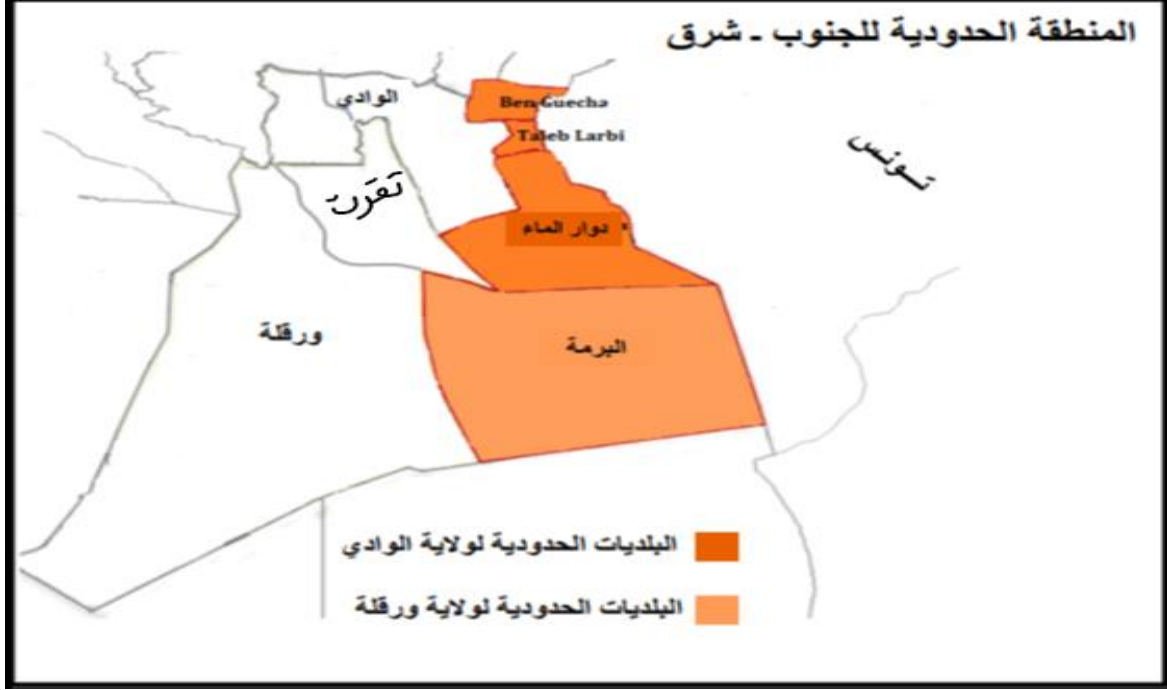 المنطقة الحدودية للجنوب - شرق
الوادي
Ben Guecha
Taleb Larbi
تونس
تقرت
دوار الماء
ورقلة
البرمة
البلديات الحدودية لولاية الوادي
البلديات الحدودية لولاية ورقلة